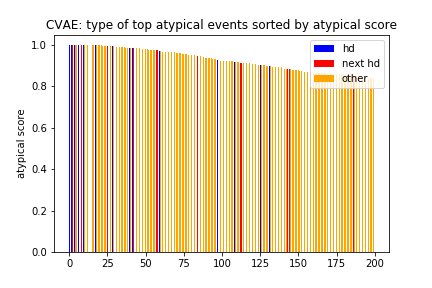 CVAE: type of top atypical events sorted by atypical score
hd
next hd
other
atypical score
1.0
0.8
0.6
0.4
0.2
0.0
0 25 50 75 100 125 150 175 200